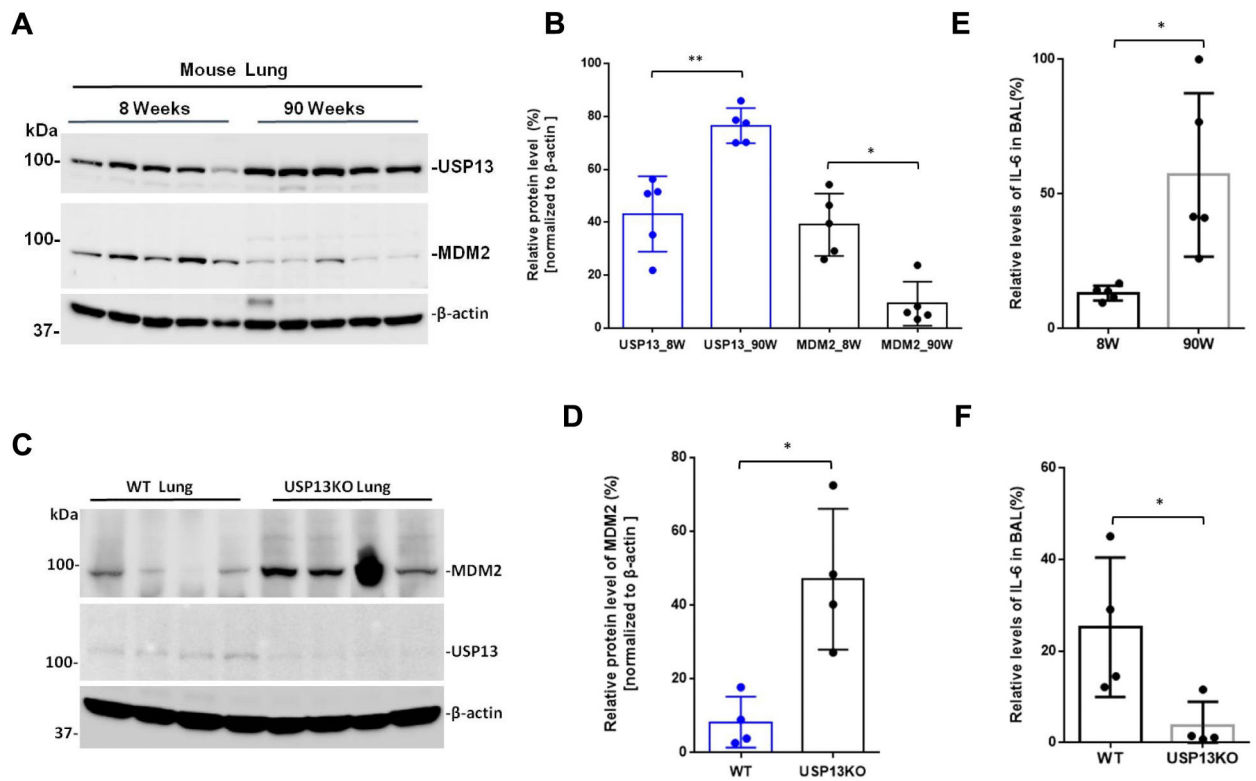 A
Mouse Lung
8 Weeks
90 Weeks
kDa
100-
-USP13
100-
-MDM2
37-
-β-actin
B
Relative protein level (%)
[normalized to β-actin ]
100
80
60
40
20
0
**
*
USP13_8W
USP13_90W
MDM2_8W
MDM2_90W
E
Relative levels of IL-6 in BAL(%)
100
50
0
*
8W
90W
C
WT Lung
USP13KO Lung
kDa
100-
-MDM2
100-
-USP13
37-
-β-actin
D
Relative protein level of MDM2 (%)
[normalized to β-actin ]
80
60
40
20
0
*
WT
USP13KO
F
Relative levels of IL-6 in BAL(%)
60
40
20
0
*
WT
USP13KO